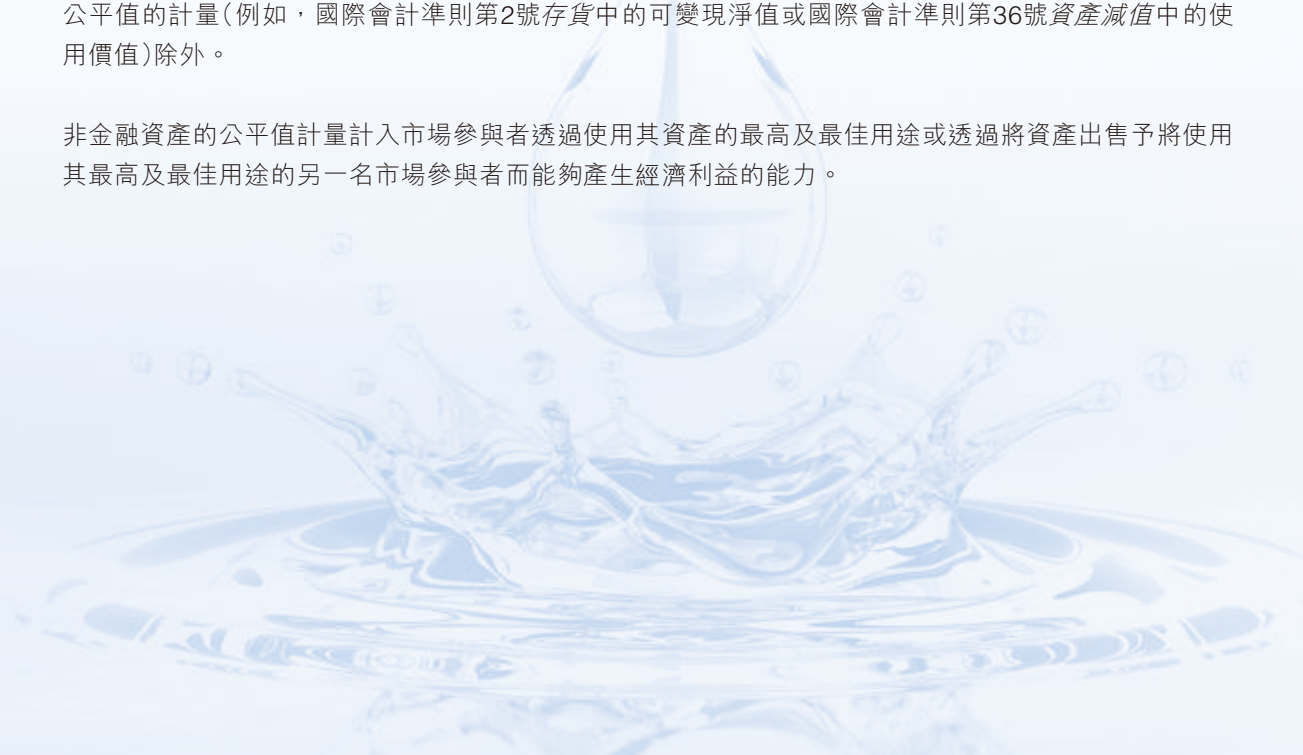 公平值的計量(例如，國際會計準則第2號存貨中的可變現淨值或國際會計準則第36號資產減值中的使
用價值)除外。
非金融資產的公平值計量計入市場參與者透過使用其資產的最高及最佳用途或透過將資產出售予將使用
其最高及最佳用途的另一名市場參與者而能夠產生經濟利益的能力。